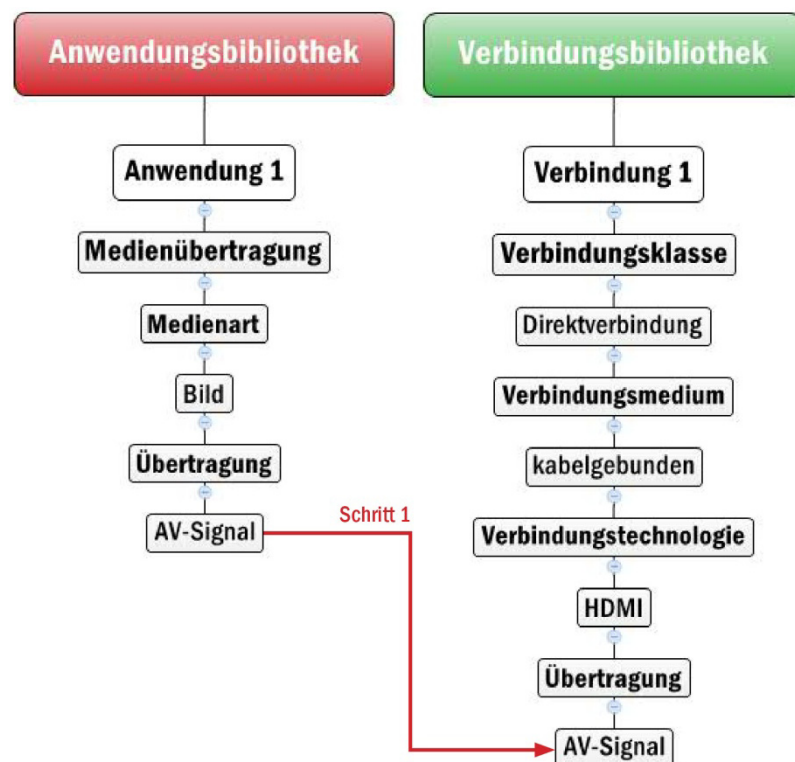 Anwendungsbibliothek
Anwendung 1
Medienübertragung
Medienart
Bild
Übertragung
AV-Signal
Schritt 1
Verbindungsbibliothek
Verbindung 1
Verbindungsklasse
Direktverbindung
Verbindungsmedium
kabelgebunden
Verbindungstechnologie
HDMI
Übertragung
AV-Signal